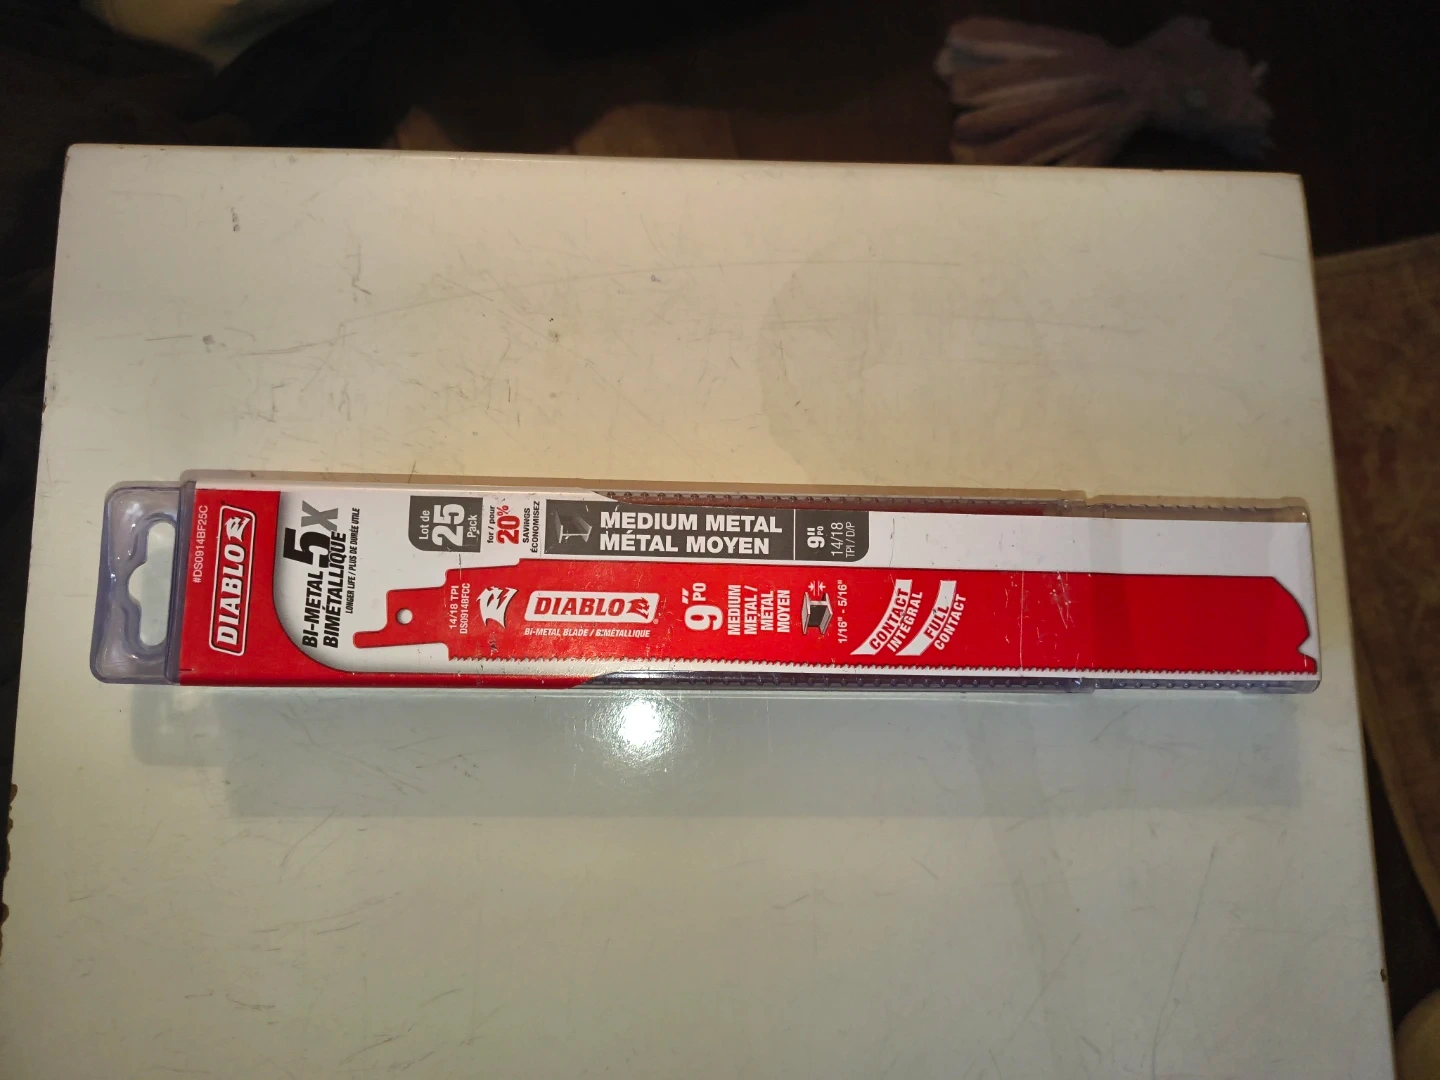 #DS0914BF25C
DIABLO
BI-METAL 5X
BIMÉTALLIQUE
LONGER LIFE / PLUS DE DURÉE UTILE
Lot de
25
Pack
for / pour
20%
SAVINGS
ÉCONOMISEZ
MEDIUM METAL
MÉTAL MOYEN
9"
PO
14/18
TPI / D/P
14/18 TPI
DS0914BFCC
DIABLO
BI-METAL BLADE / BIMÉTALLIQUE
9" PO
MEDIUM
METAL /
MÉTAL
MOYEN
1/16" - 5/16"
CONTACT
INTÉGRAL
FULL
CONTACT